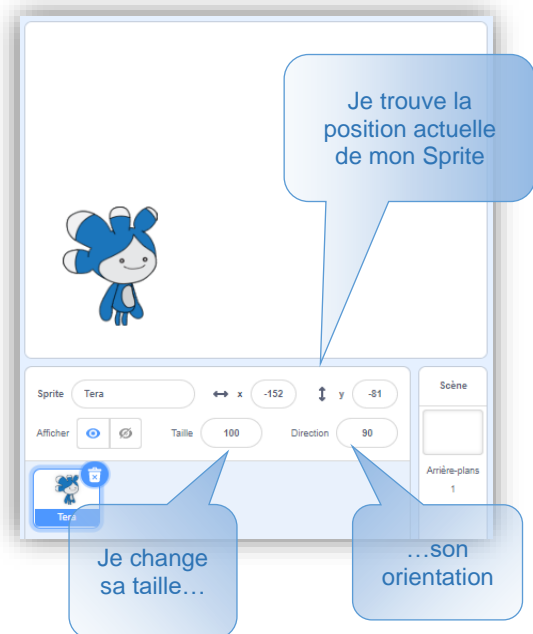 Je trouve la
position actuelle
de mon Sprite
Sprite Tera x -152 y -81
Afficher Taille 100 Direction 90
Scène
Arrière-plans
1
Tera
Je change
sa taille…
…son
orientation